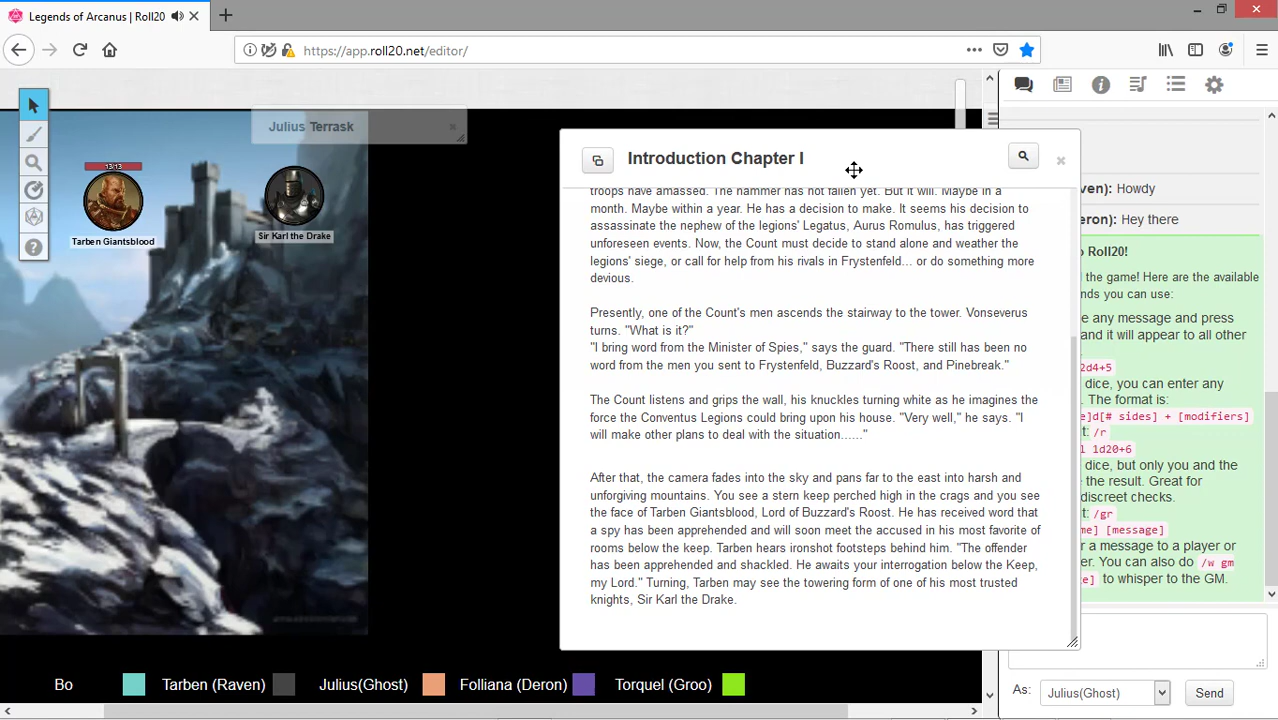 Legends of Arcanus | Roll20
https://app.roll20.net/editor/
Julius Terrask
13/13
Tarben Giantsblood
Sir Karl the Drake
Introduction Chapter I
troops have amassed. The hammer has not fallen yet. But it will. Maybe in a
month. Maybe within a year. He has a decision to make. It seems his decision to
assassinate the nephew of the legions' Legatus, Aurus Romulus, has triggered
unforeseen events. Now, the Count must decide to stand alone and weather the
legions' siege, or call for help from his rivals in Frystenfeld... or do something more
devious.
Presently, one of the Count's men ascends the stairway to the tower. Vonseverus
turns. "What is it?"
"I bring word from the Minister of Spies," says the guard. "There still has been no
word from the men you sent to Frystenfeld, Buzzard's Roost, and Pinebreak."
The Count listens and grips the wall, his knuckles turning white as he imagines the
force the Conventus Legions could bring upon his house. "Very well," he says. "I
will make other plans to deal with the situation......"
After that, the camera fades into the sky and pans far to the east into harsh and
unforgiving mountains. You see a stern keep perched high in the crags and you see
the face of Tarben Giantsblood, Lord of Buzzard's Roost. He has received word that
a spy has been apprehended and will soon meet the accused in his most favorite of
rooms below the keep. Tarben hears ironshot footsteps behind him. "The offender
has been apprehended and shackled. He awaits your interrogation below the Keep,
my Lord." Turning, Tarben may see the towering form of one of his most trusted
knights, Sir Karl the Drake.
ven): Howdy
eron): Hey there
o Roll20!
the game! Here are the available
nds you can use:
e any message and press
and it will appear to all other
2d4+5
dice, you can enter any
. The format is:
e]d[# sides] + [modifiers]
t: /r
l 1d20+6
dice, but only you and the
e the result. Great for
discreet checks.
: /gr
me] [message]
r a message to a player or
er. You can also do /w gm
e] to whisper to the GM.
Bo
Tarben (Raven)
Julius(Ghost)
Folliana (Deron)
Torquel (Groo)
As:
Julius(Ghost)
Send